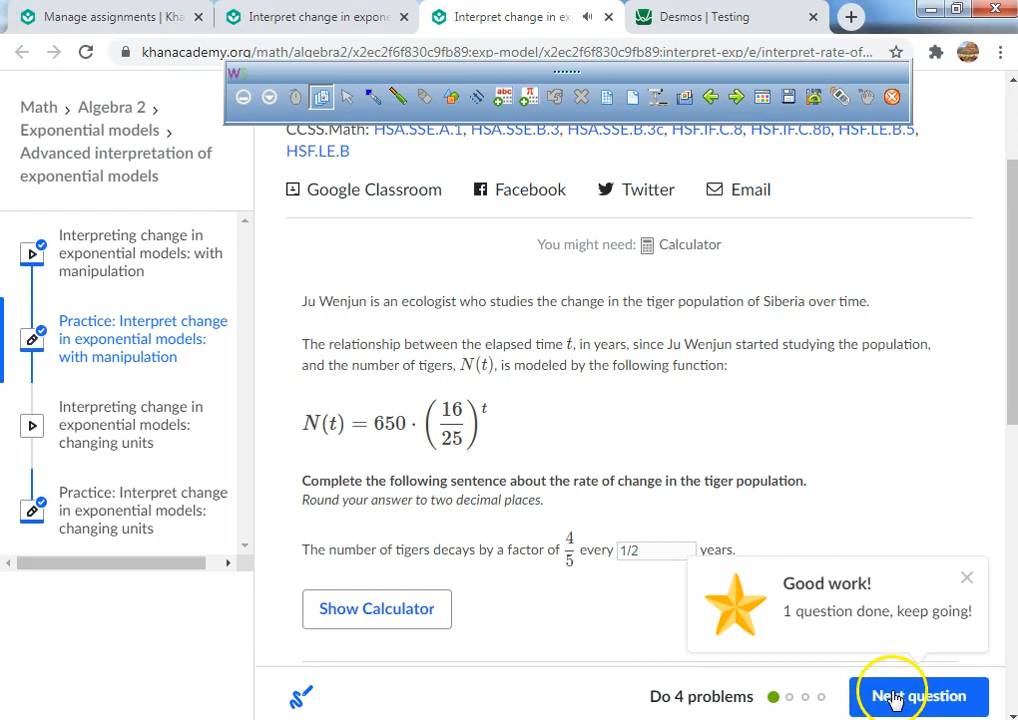 Manage assignments | Kha
Interpret change in expone
Interpret change in ex
Desmos | Testing
khanacademy.org/math/algebra2/x2ec2f6f830c9fb89:exp-model/x2ec2f6f830c9fb89:interpret-exp/e/interpret-rate-of...
Math > Algebra 2 >
Exponential models >
Advanced interpretation of
exponential models
Interpreting change in
exponential models: with
manipulation
Practice: Interpret change
in exponential models:
with manipulation
Interpreting change in
exponential models:
changing units
Practice: Interpret change
in exponential models:
changing units
CCSS.Math: HSA.SSE.A.1, HSA.SSE.B.3, HSA.SSE.B.3c, HSF.IF.C.8, HSF.IF.C.8b, HSF.LE.B.5,
HSF.LE.B
Google Classroom Facebook Twitter Email
You might need: Calculator
Ju Wenjun is an ecologist who studies the change in the tiger population of Siberia over time.
The relationship between the elapsed time t, in years, since Ju Wenjun started studying the population,
and the number of tigers, N(t), is modeled by the following function:
N(t) = 650 · (16/25)^t
Complete the following sentence about the rate of change in the tiger population.
Round your answer to two decimal places.
The number of tigers decays by a factor of 4/5 every 1/2 years.
Show Calculator
Good work!
1 question done, keep going!
Do 4 problems
Next question